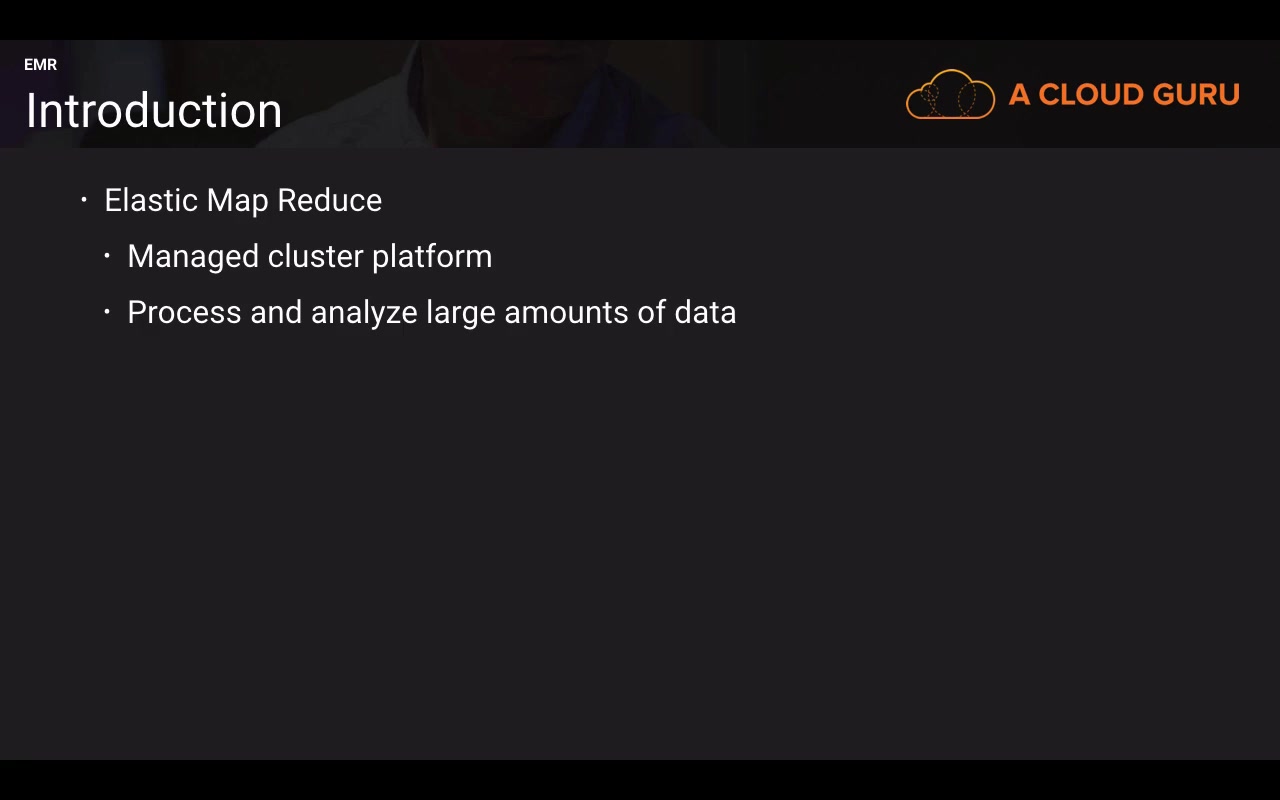 EMR
Introduction
A CLOUD GURU
· Elastic Map Reduce
· Managed cluster platform
· Process and analyze large amounts of data